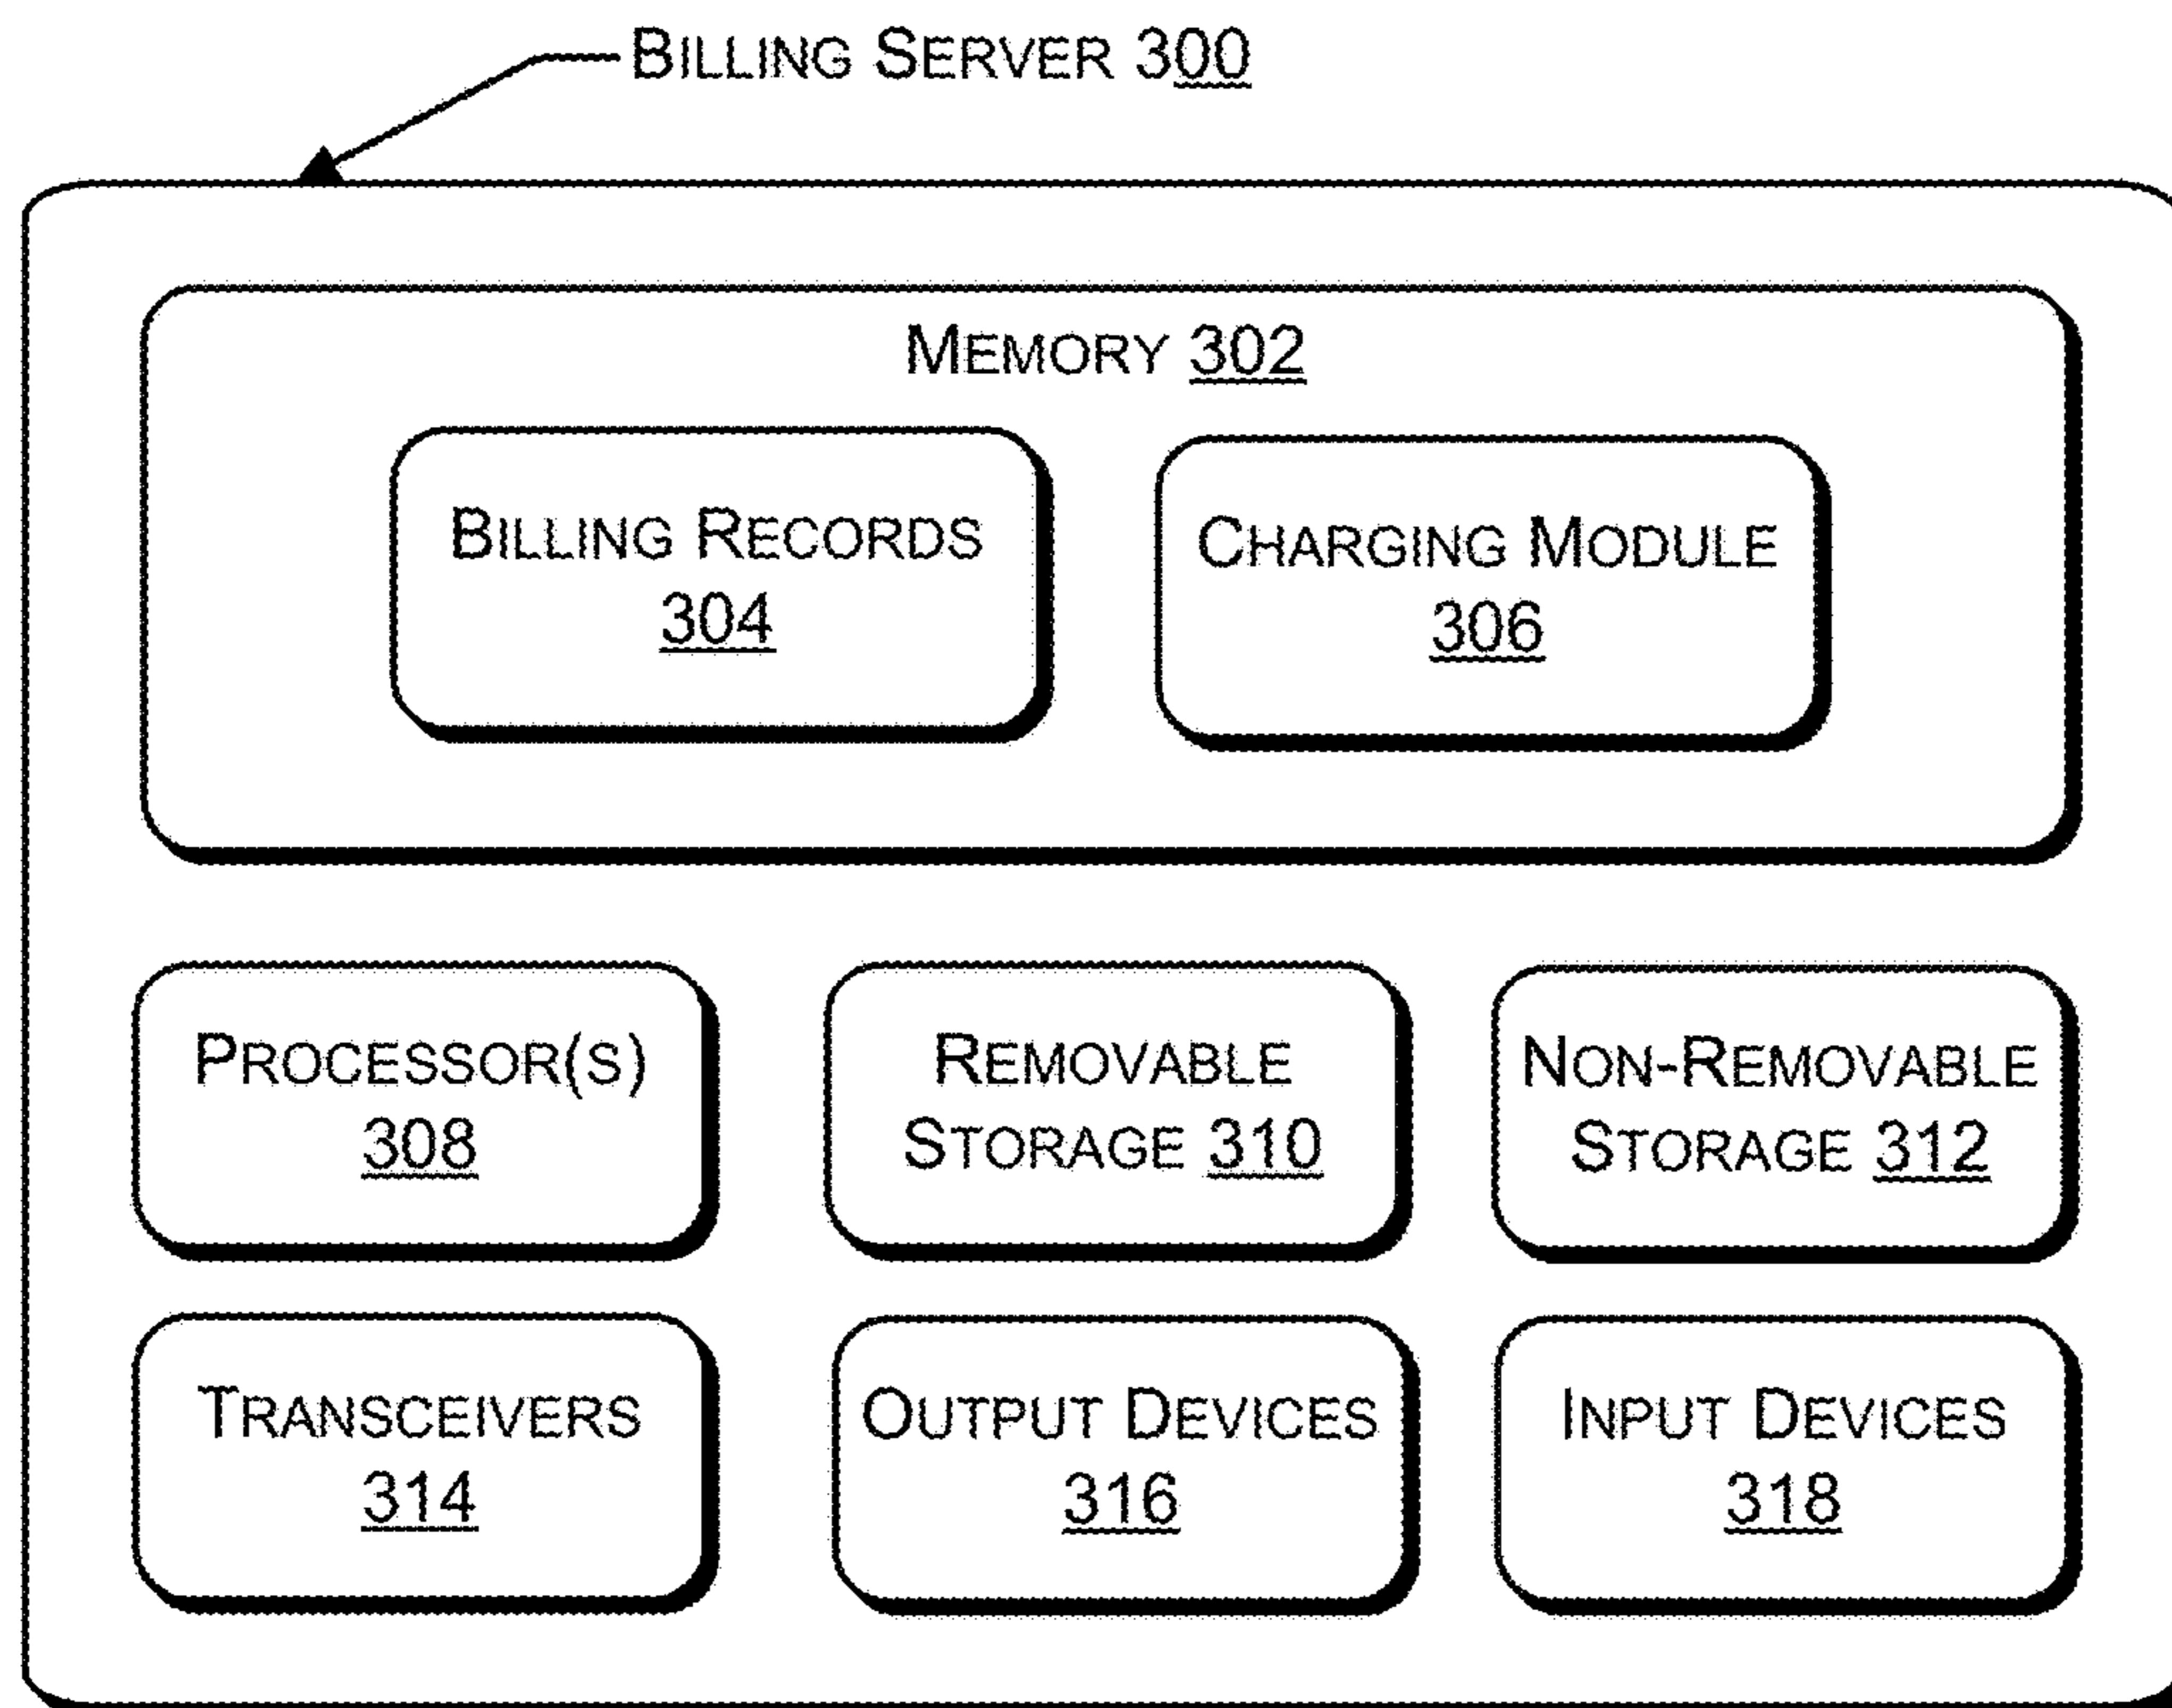 BILLING SERVER 300
MEMORY 302
BILLING RECORDS
304
CHARGING MODULE
306
PROCESSOR(S)
308
REMOVABLE
STORAGE 310
NON-REMOVABLE
STORAGE 312
TRANSCEIVERS
314
OUTPUT DEVICES
316
INPUT DEVICES
318